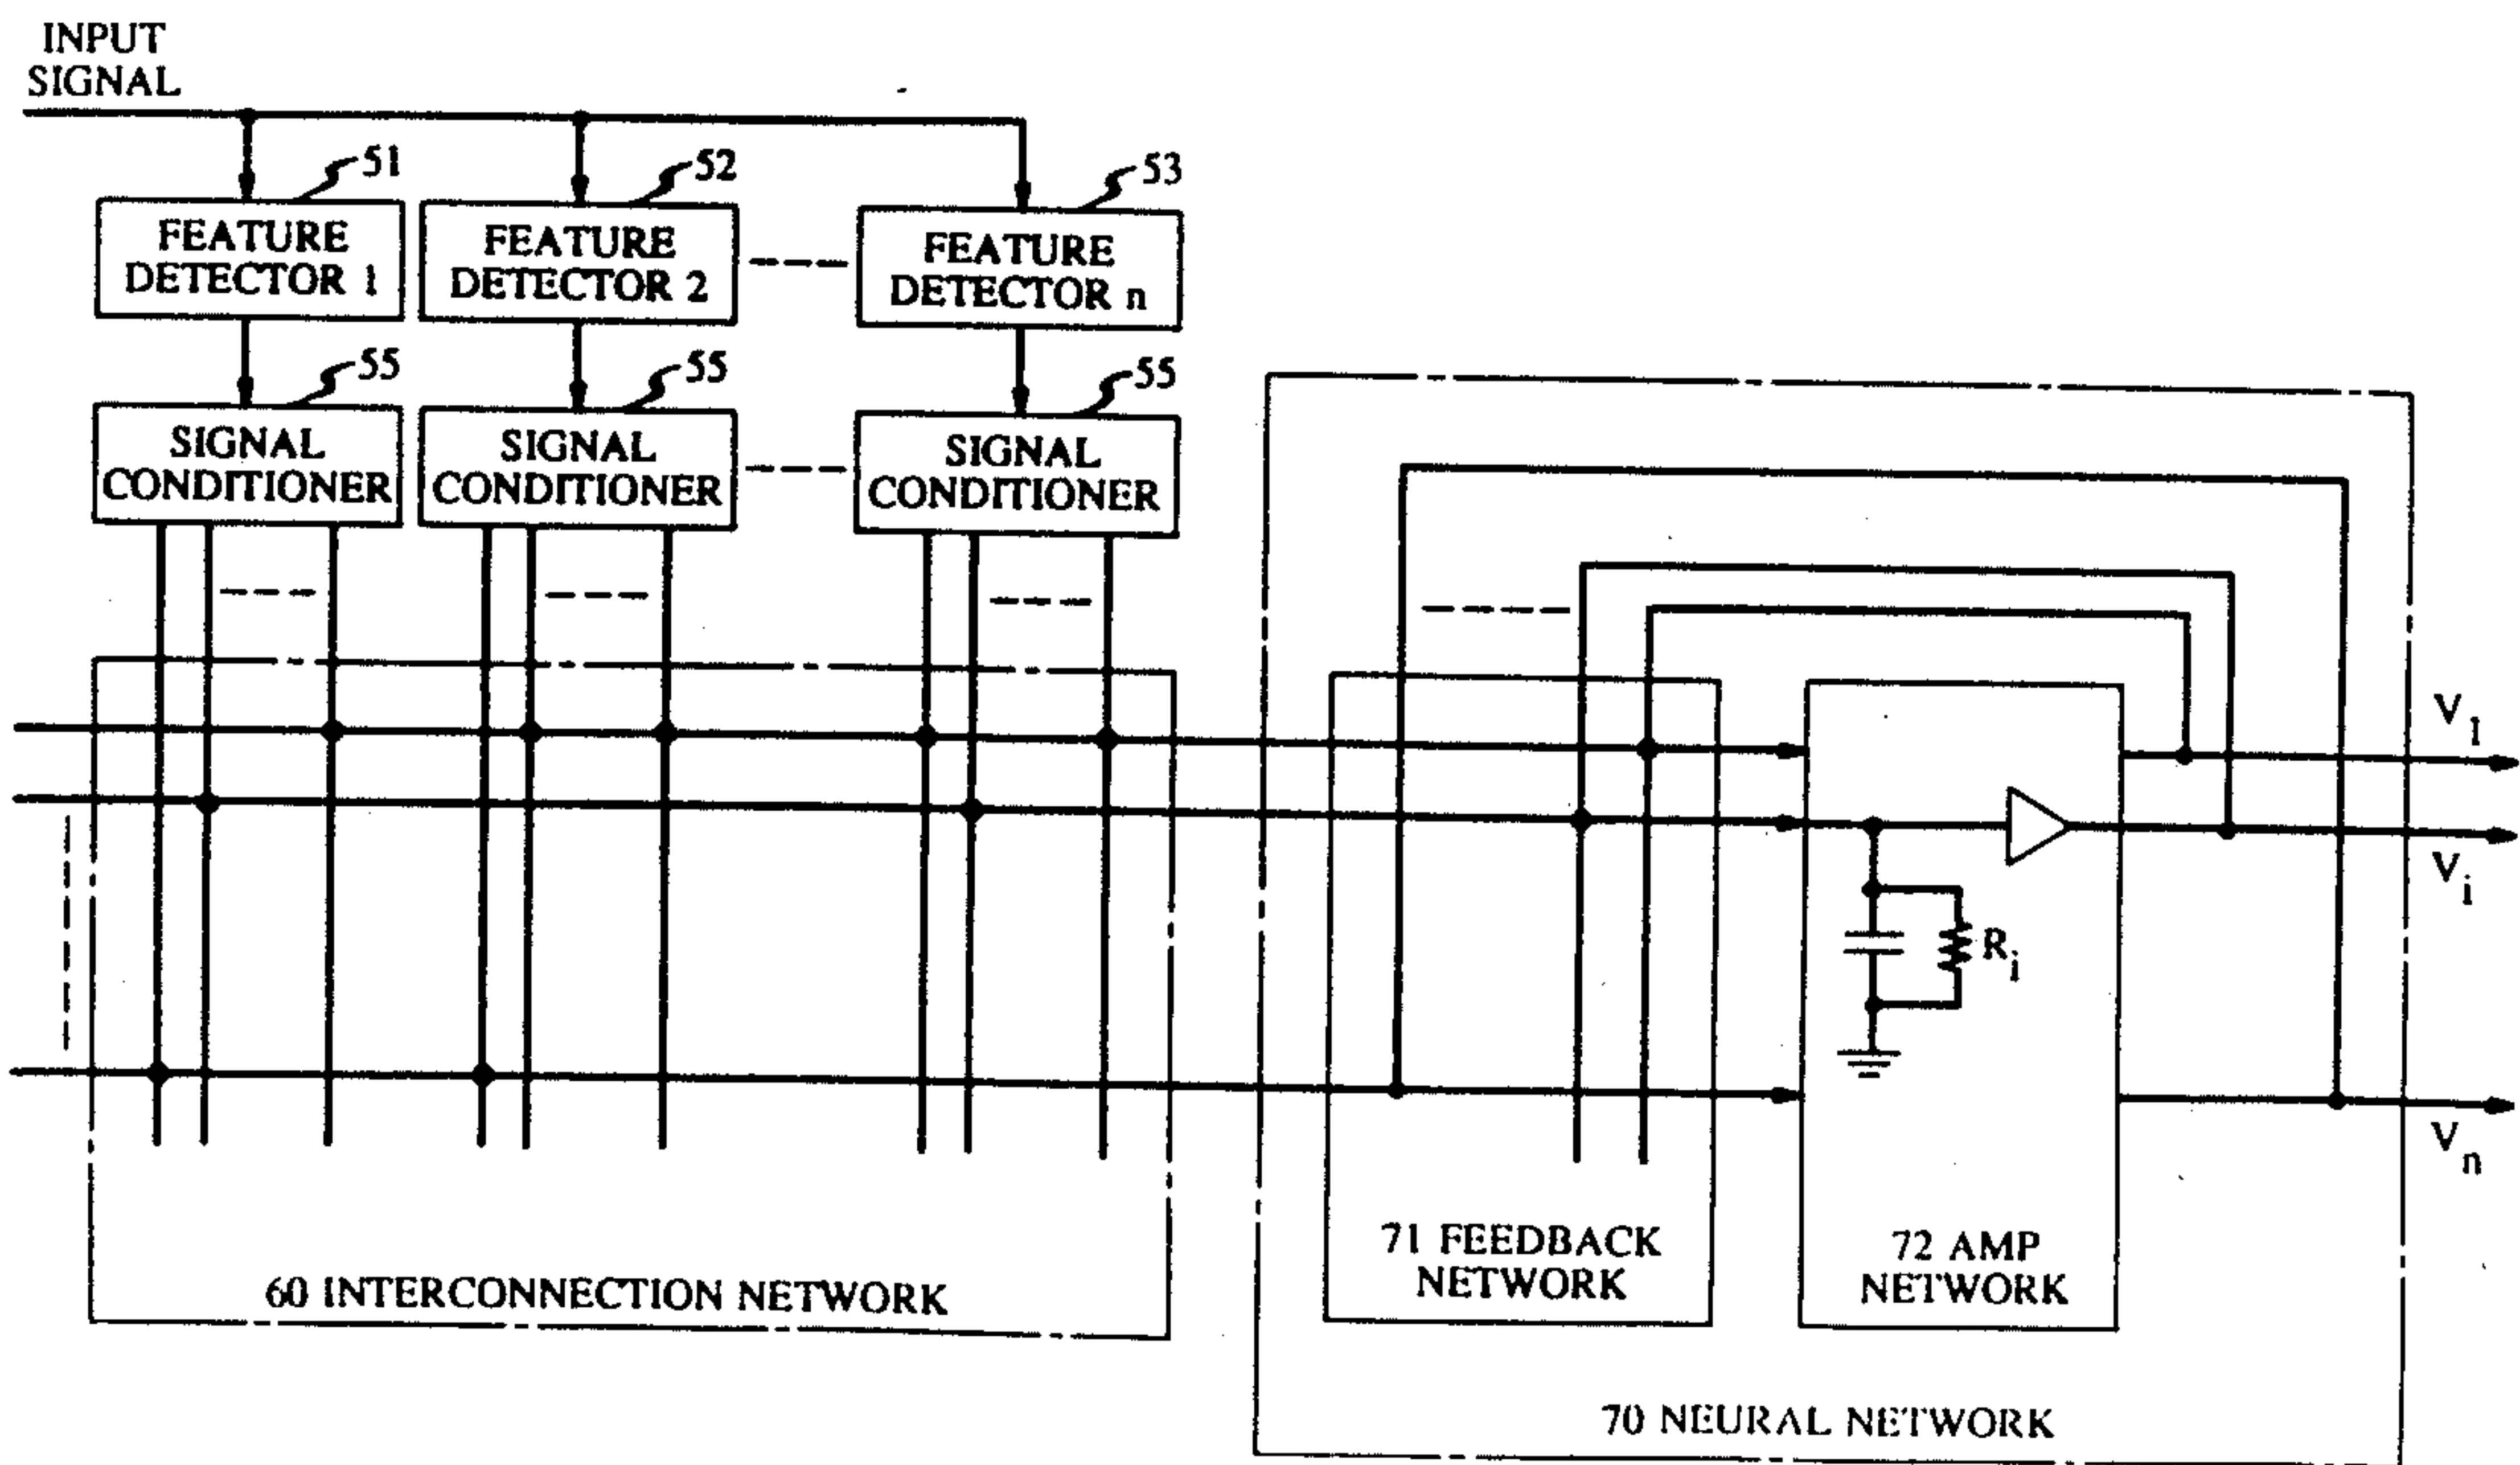 INPUT
SIGNAL
51
52
53
FEATURE
DETECTOR 1
FEATURE
DETECTOR 2
FEATURE
DETECTOR n
55
55
55
SIGNAL
CONDITIONER
SIGNAL
CONDITIONER
SIGNAL
CONDITIONER
V1
Vi
Ri
Vn
71 FEEDBACK
NETWORK
72 AMP
NETWORK
60 INTERCONNECTION NETWORK
70 NEURAL NETWORK